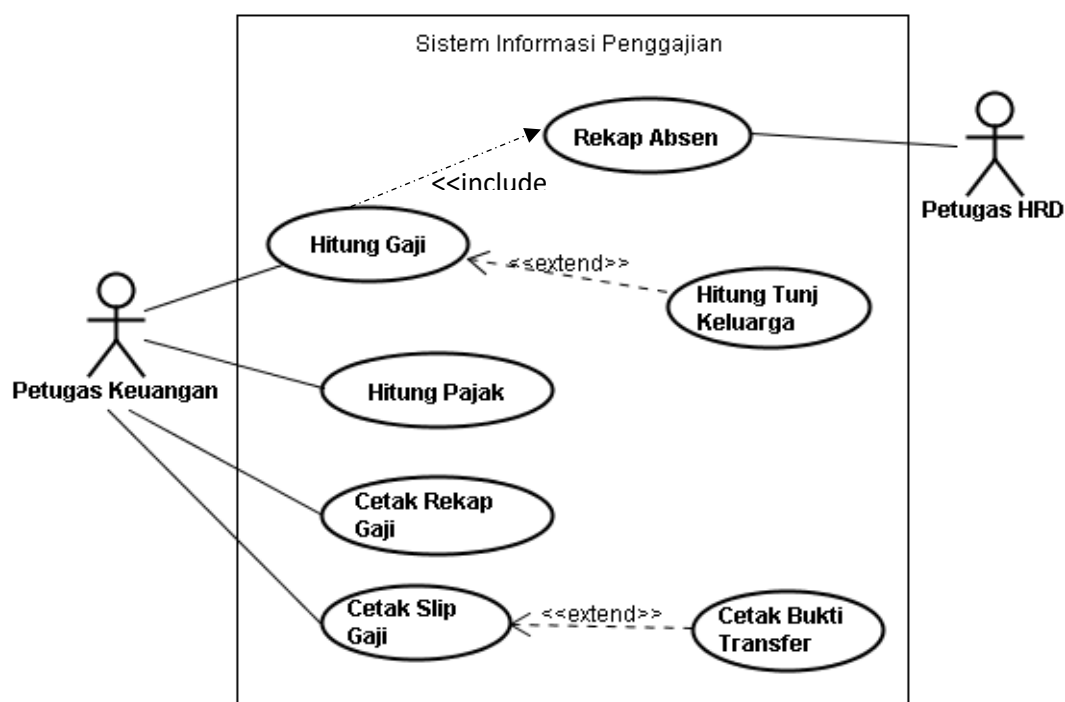 Sistem Informasi Penggajian
Rekap Absen
<<include
Petugas HRD
Hitung Gaji
<<extend>>
Hitung Tunj
Keluarga
Petugas Keuangan
Hitung Pajak
Cetak Rekap
Gaji
Cetak Slip
Gaji
<<extend>>
Cetak Bukti
Transfer